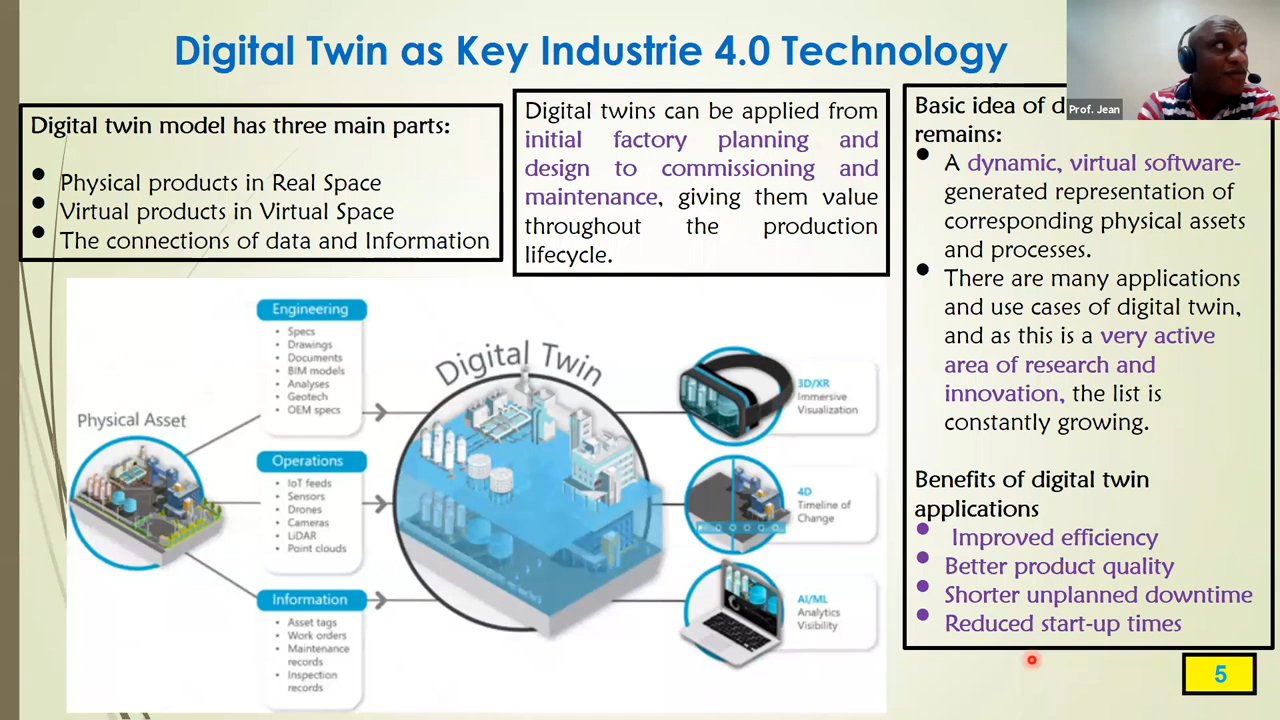 Digital Twin as Key Industrie 4.0 Technology
Prof. Jean
Digital twin model has three main parts:
Physical products in Real Space
Virtual products in Virtual Space
The connections of data and Information
Digital twins can be applied from
initial factory planning and
design to commissioning and
maintenance, giving them value
throughout the production
lifecycle.
Basic idea of d
remains:
A dynamic, virtual software-
generated representation of
corresponding physical assets
and processes.
There are many applications
and use cases of digital twin,
and as this is a very active
area of research and
innovation, the list is
constantly growing.
Benefits of digital twin
applications
Improved efficiency
Better product quality
Shorter unplanned downtime
Reduced start-up times
Physical Asset
Engineering
Specs
Drawings
Documents
BIM models
Analyses
Geotech
OEM specs
Operations
IoT feeds
Sensors
Drones
Cameras
LiDAR
Point clouds
Information
Asset tags
Work orders
Maintenance
records
Inspection
records
Digital Twin
3D/XR
Immersive
Visualization
4D
Timeline of
Change
AI/ML
Analytics
Visibility
5